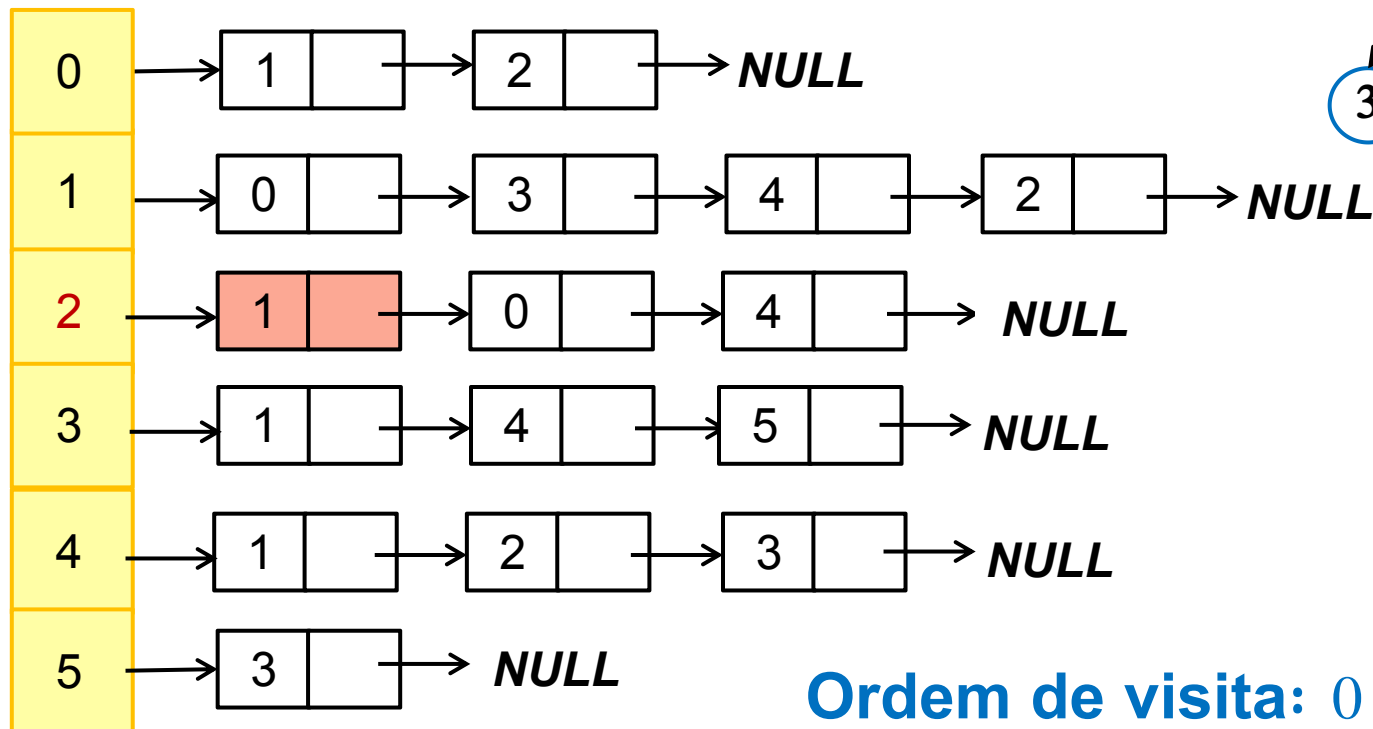 0 1 2 NULL
3
1 0 3 4 2 NULL
2 1 0 4 NULL
3 1 4 5 NULL
4 1 2 3 NULL
5 3 NULL
Ordem de visita: 0